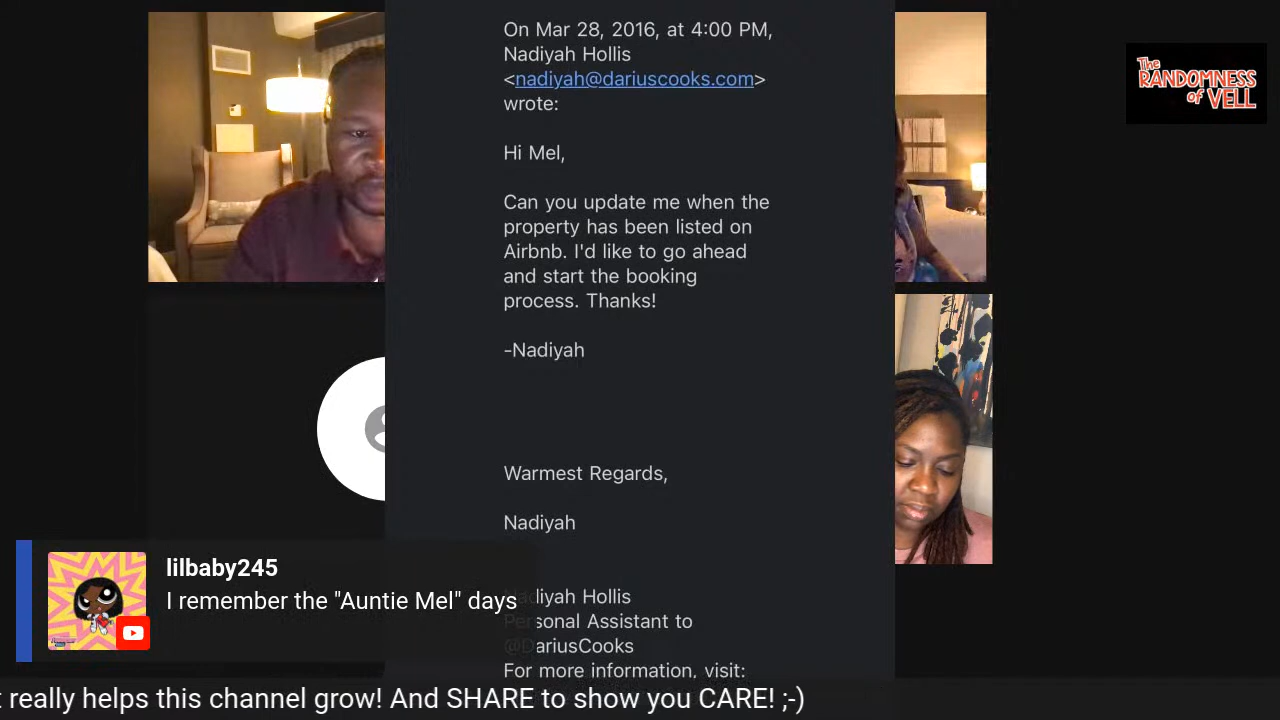 On Mar 28, 2016, at 4:00 PM,
Nadiyah Hollis
<nadiyah@dariuscooks.com>
wrote:
Hi Mel,
Can you update me when the
property has been listed on
Airbnb. I'd like to go ahead
and start the booking
process. Thanks!
-Nadiyah
Warmest Regards,
Nadiyah
Nadiyah Hollis
Personal Assistant to
@DariusCooks
For more information, visit:
The
RANDOMNESS
of VELL
lilbaby245
I remember the "Auntie Mel" days
really helps this channel grow! And SHARE to show you CARE! ;-)